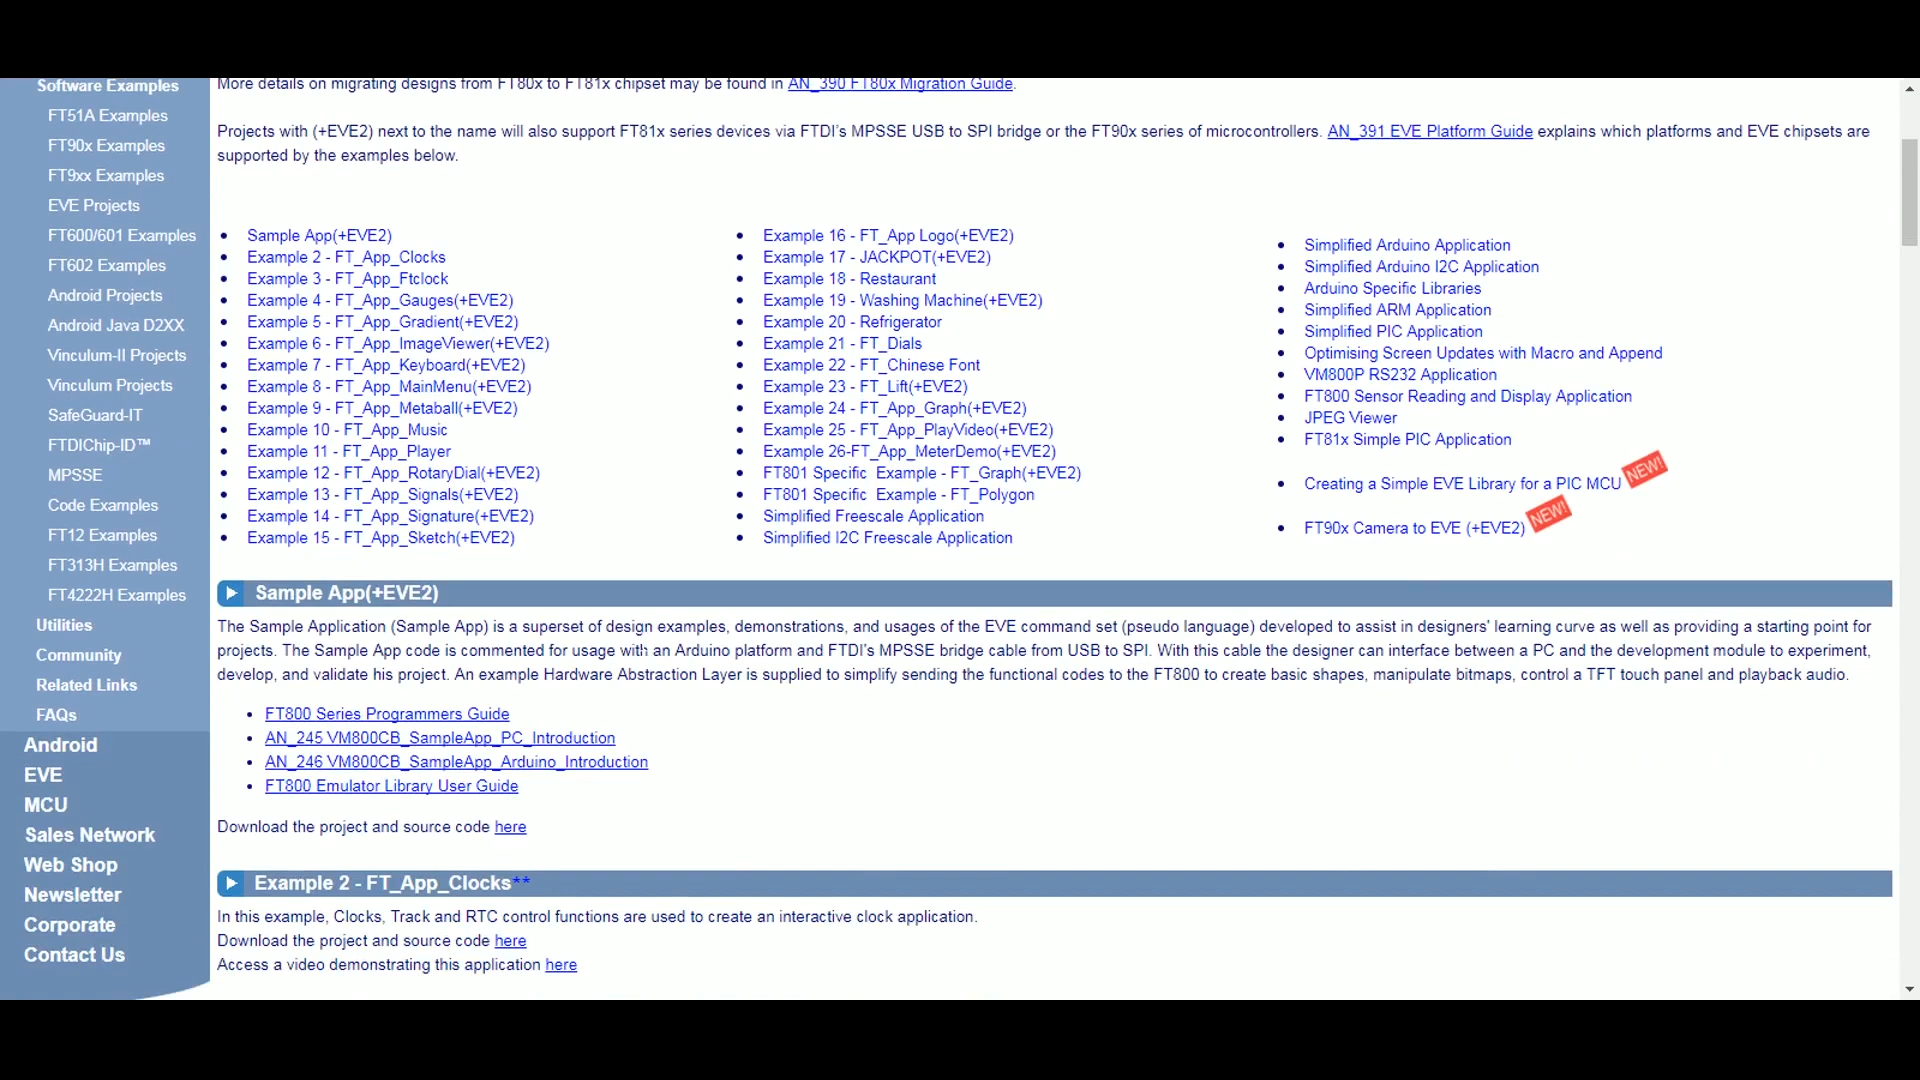 Software Examples
FT51A Examples
FT90x Examples
FT9xx Examples
EVE Projects
FT600/601 Examples
FT602 Examples
Android Projects
Android Java D2XX
Vinculum-II Projects
Vinculum Projects
SafeGuard-IT
FTDIChip-ID™
MPSSE
Code Examples
FT12 Examples
FT313H Examples
FT4222H Examples
Utilities
Community
Related Links
FAQs
Android
EVE
MCU
Sales Network
Web Shop
Newsletter
Corporate
Contact Us
More details on migrating designs from FT80x to FT81x chipset may be found in AN_390 FT80x Migration Guide.
Projects with (+EVE2) next to the name will also support FT81x series devices via FTDI's MPSSE USB to SPI bridge or the FT90x series of microcontrollers. AN_391 EVE Platform Guide explains which platforms and EVE chipsets are
supported by the examples below.
Sample App(+EVE2)
Example 2 - FT_App_Clocks
Example 3 - FT_App_Ftclock
Example 4 - FT_App_Gauges(+EVE2)
Example 5 - FT_App_Gradient(+EVE2)
Example 6 - FT_App_ImageViewer(+EVE2)
Example 7 - FT_App_Keyboard(+EVE2)
Example 8 - FT_App_MainMenu(+EVE2)
Example 9 - FT_App_Metaball(+EVE2)
Example 10 - FT_App_Music
Example 11 - FT_App_Player
Example 12 - FT_App_RotaryDial(+EVE2)
Example 13 - FT_App_Signals(+EVE2)
Example 14 - FT_App_Signature(+EVE2)
Example 15 - FT_App_Sketch(+EVE2)
Example 16 - FT_App Logo(+EVE2)
Example 17 - JACKPOT(+EVE2)
Example 18 - Restaurant
Example 19 - Washing Machine(+EVE2)
Example 20 - Refrigerator
Example 21 - FT_Dials
Example 22 - FT_Chinese Font
Example 23 - FT_Lift(+EVE2)
Example 24 - FT_App_Graph(+EVE2)
Example 25 - FT_App_PlayVideo(+EVE2)
Example 26-FT_App_MeterDemo(+EVE2)
FT801 Specific Example - FT_Graph(+EVE2)
FT801 Specific Example - FT_Polygon
Simplified Freescale Application
Simplified I2C Freescale Application
Simplified Arduino Application
Simplified Arduino I2C Application
Arduino Specific Libraries
Simplified ARM Application
Simplified PIC Application
Optimising Screen Updates with Macro and Append
VM800P RS232 Application
FT800 Sensor Reading and Display Application
JPEG Viewer
FT81x Simple PIC Application
Creating a Simple EVE Library for a PIC MCU NEW!
FT90x Camera to EVE (+EVE2) NEW!
Sample App(+EVE2)
The Sample Application (Sample App) is a superset of design examples, demonstrations, and usages of the EVE command set (pseudo language) developed to assist in designers' learning curve as well as providing a starting point for
projects. The Sample App code is commented for usage with an Arduino platform and FTDI's MPSSE bridge cable from USB to SPI. With this cable the designer can interface between a PC and the development module to experiment,
develop, and validate his project. An example Hardware Abstraction Layer is supplied to simplify sending the functional codes to the FT800 to create basic shapes, manipulate bitmaps, control a TFT touch panel and playback audio.
FT800 Series Programmers Guide
AN_245 VM800CB_SampleApp_PC_Introduction
AN_246 VM800CB_SampleApp_Arduino_Introduction
FT800 Emulator Library User Guide
Download the project and source code here
Example 2 - FT_App_Clocks**
In this example, Clocks, Track and RTC control functions are used to create an interactive clock application.
Download the project and source code here
Access a video demonstrating this application here